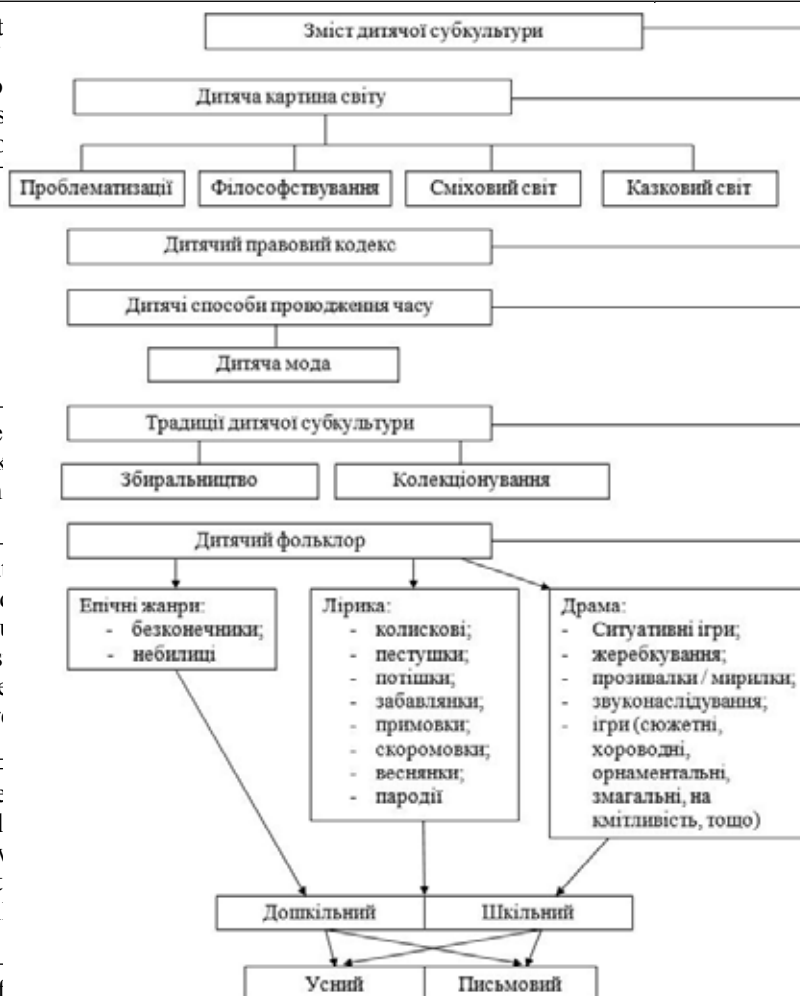 Зміст дитячої субкультури
Дитяча картина світу
Проблематизації
Філософствування
Сміховий світ
Казковий світ
Дитячий правовий кодекс
Дитячі способи проводження часу
Дитяча мода
Традиції дитячої субкультури
Збиральництво
Колекціонування
Дитячий фольклор
Епічні жанри:
- безконечники;
- небилиці
Лірика:
- колискові;
- пестушки;
- потішки;
- забавлянки;
- примовки;
- скоромовки;
- веснянки;
- пародії
Драма:
- Ситуативні ігри;
- жеребкування;
- прозивалки / мирилки;
- звуконаслідування;
- ігри (сюжетні,
хороводні,
орнаментальні,
змагальні, на
кмітливість, тощо)
Дошкільний
Шкільний
Усний
Письмовий